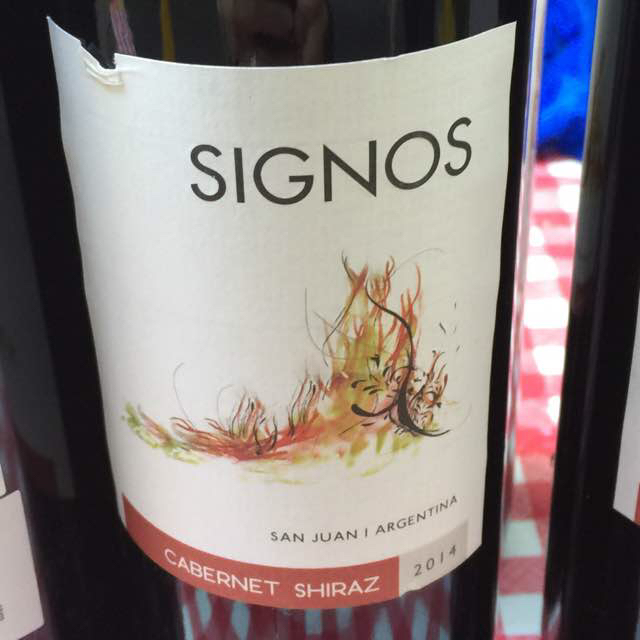 SIGNOS
SAN JUAN | ARGENTINA
CABERNET SHIRAZ 2014